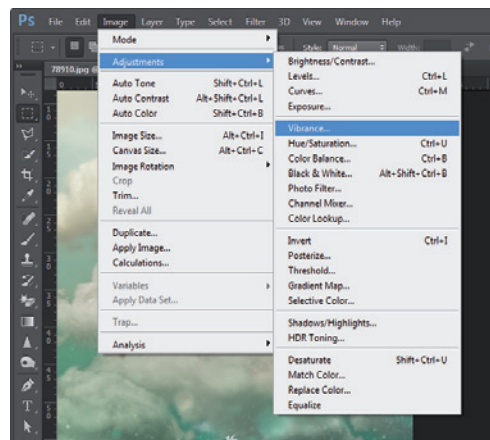 Ps File Edit Image Layer Type Select Filter 3D View Window Help
Style: Normal Width:
78910.jpg @
Mode
Adjustments
Auto Tone Shift+Ctrl+L
Auto Contrast Alt+Shift+Ctrl+L
Auto Color Shift+Ctrl+B
Image Size... Alt+Ctrl+I
Canvas Size... Alt+Ctrl+C
Image Rotation
Crop
Trim...
Reveal All
Duplicate...
Apply Image...
Calculations...
Variables
Apply Data Set...
Trap...
Analysis
Brightness/Contrast...
Levels... Ctrl+L
Curves... Ctrl+M
Exposure...
Vibrance...
Hue/Saturation... Ctrl+U
Color Balance... Ctrl+B
Black & White... Alt+Shift+Ctrl+B
Photo Filter...
Channel Mixer...
Color Lookup...
Invert Ctrl+I
Posterize...
Threshold...
Gradient Map...
Selective Color...
Shadows/Highlights...
HDR Toning...
Desaturate Shift+Ctrl+U
Match Color...
Replace Color...
Equalize